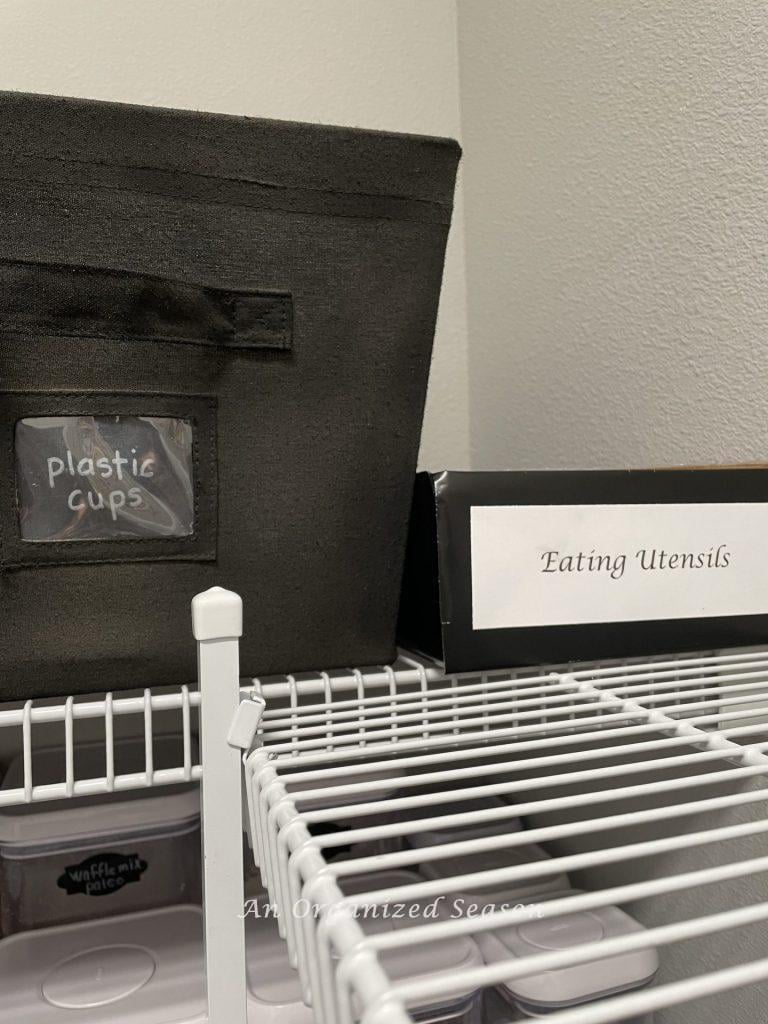 plastic
cups
Eating Utensils
waffle mix
paleo
An Organized Season